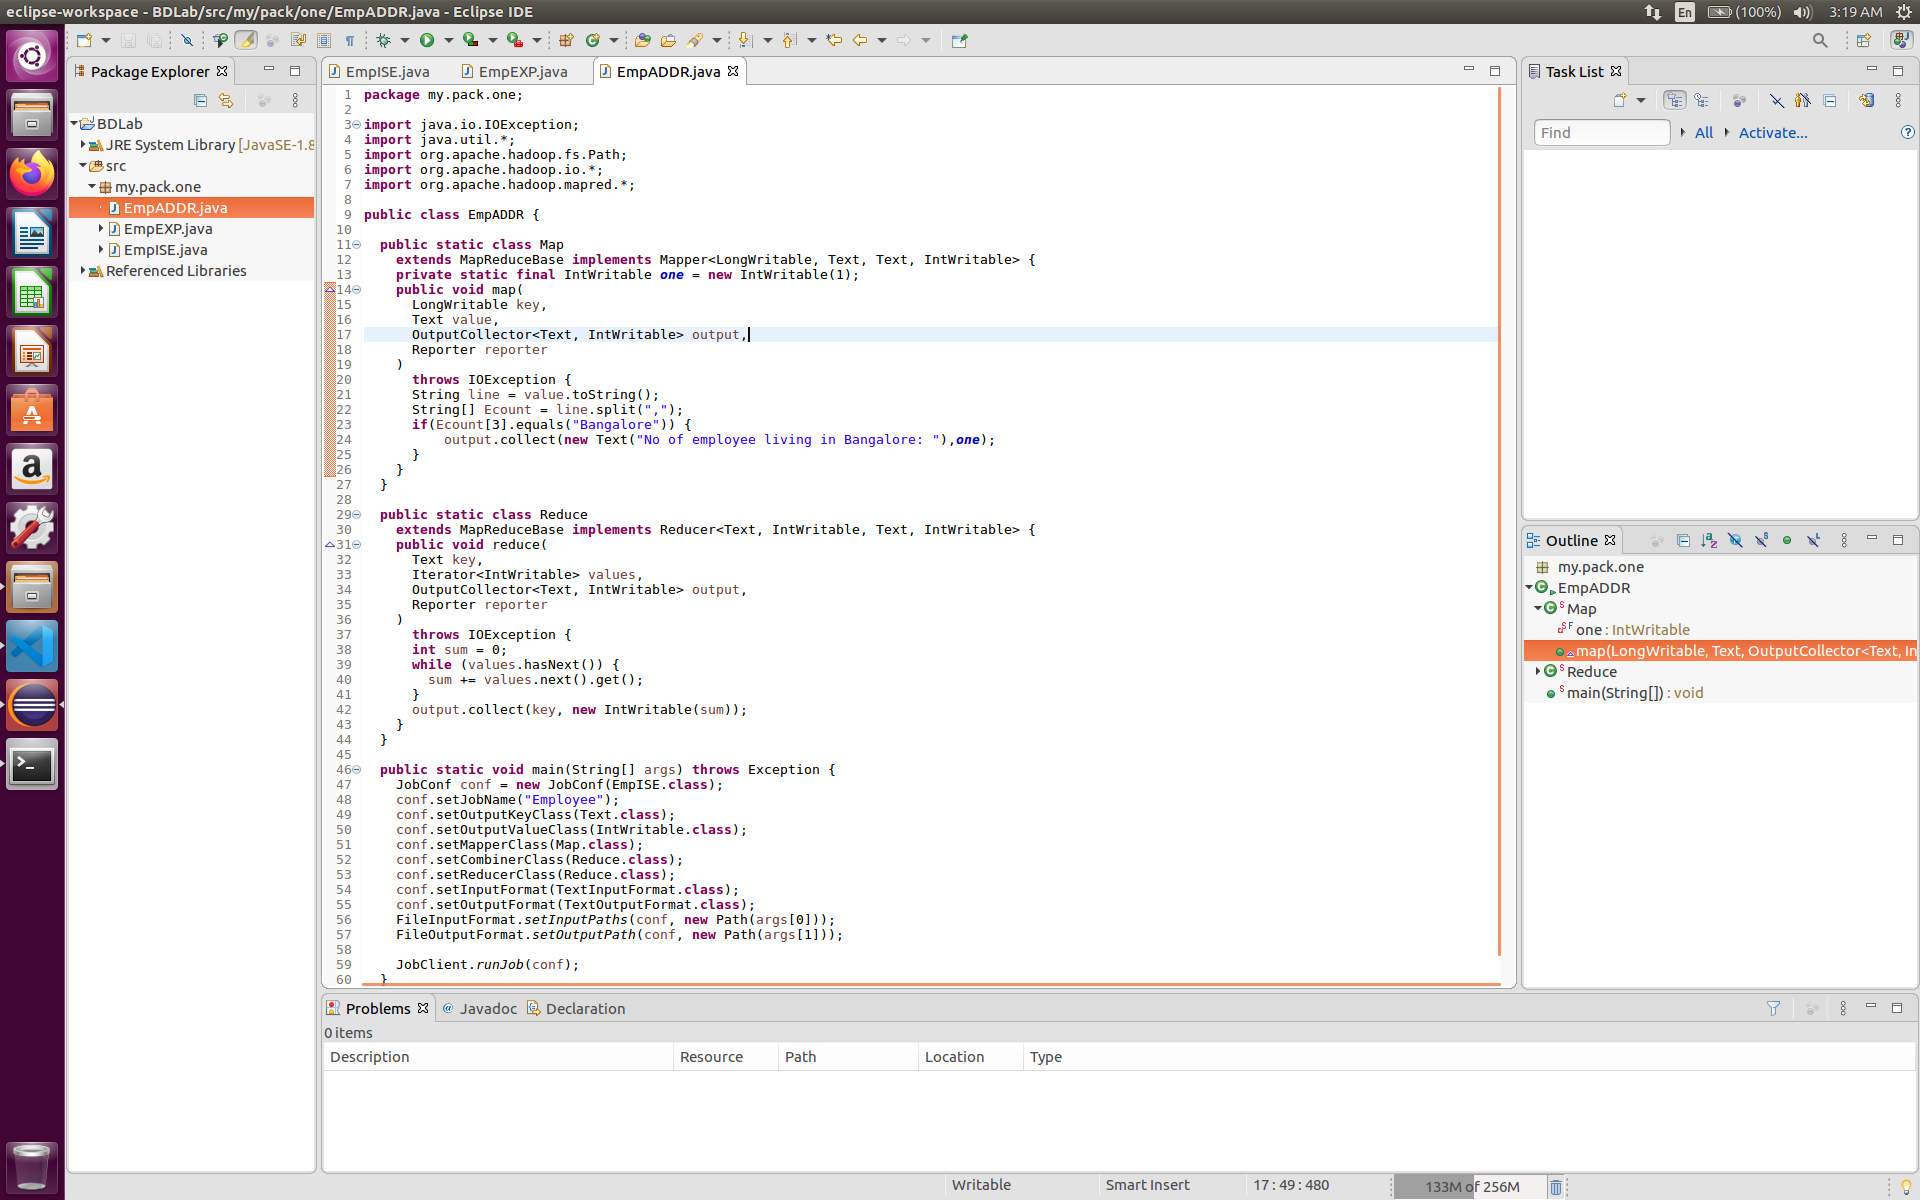 eclipse-workspace - BDLab/src/my/pack/one/EmpADDR.java - Eclipse IDE
En (100%) 3:19 AM
Package Explorer
BDLab
JRE System Library [JavaSE-1.8
src
my.pack.one
EmpADDR.java
EmpEXP.java
EmpISE.java
Referenced Libraries
EmpISE.java EmpEXP.java EmpADDR.java
1 package my.pack.one;
2
3 import java.io.IOException;
4 import java.util.*;
5 import org.apache.hadoop.fs.Path;
6 import org.apache.hadoop.io.*;
7 import org.apache.hadoop.mapred.*;
8
9 public class EmpADDR {
10
11 public static class Map
12 extends MapReduceBase implements Mapper<LongWritable, Text, Text, IntWritable> {
13 private static final IntWritable one = new IntWritable(1);
14 public void map(
15 LongWritable key,
16 Text value,
17 OutputCollector<Text, IntWritable> output,
18 Reporter reporter
19 )
20 throws IOException {
21 String line = value.toString();
22 String[] Ecount = line.split(",");
23 if(Ecount[3].equals("Bangalore")) {
24 output.collect(new Text("No of employee living in Bangalore: "),one);
25 }
26 }
27 }
28
29 public static class Reduce
30 extends MapReduceBase implements Reducer<Text, IntWritable, Text, IntWritable> {
31 public void reduce(
32 Text key,
33 Iterator<IntWritable> values,
34 OutputCollector<Text, IntWritable> output,
35 Reporter reporter
36 )
37 throws IOException {
38 int sum = 0;
39 while (values.hasNext()) {
40 sum += values.next().get();
41 }
42 output.collect(key, new IntWritable(sum));
43 }
44 }
45
46 public static void main(String[] args) throws Exception {
47 JobConf conf = new JobConf(EmpISE.class);
48 conf.setJobName("Employee");
49 conf.setOutputKeyClass(Text.class);
50 conf.setOutputValueClass(IntWritable.class);
51 conf.setMapperClass(Map.class);
52 conf.setCombinerClass(Reduce.class);
53 conf.setReducerClass(Reduce.class);
54 conf.setInputFormat(TextInputFormat.class);
55 conf.setOutputFormat(TextOutputFormat.class);
56 FileInputFormat.setInputPaths(conf, new Path(args[0]));
57 FileOutputFormat.setOutputPath(conf, new Path(args[1]));
58
59 JobClient.runJob(conf);
60 }
Task List
Find All Activate...
Outline
my.pack.one
EmpADDR
Map
one : IntWritable
map(LongWritable, Text, OutputCollector<Text, In
Reduce
main(String[]) : void
Problems @ Javadoc Declaration
0 items
Description Resource Path Location Type
Writable Smart Insert 17 : 49 : 480 133M of 256M